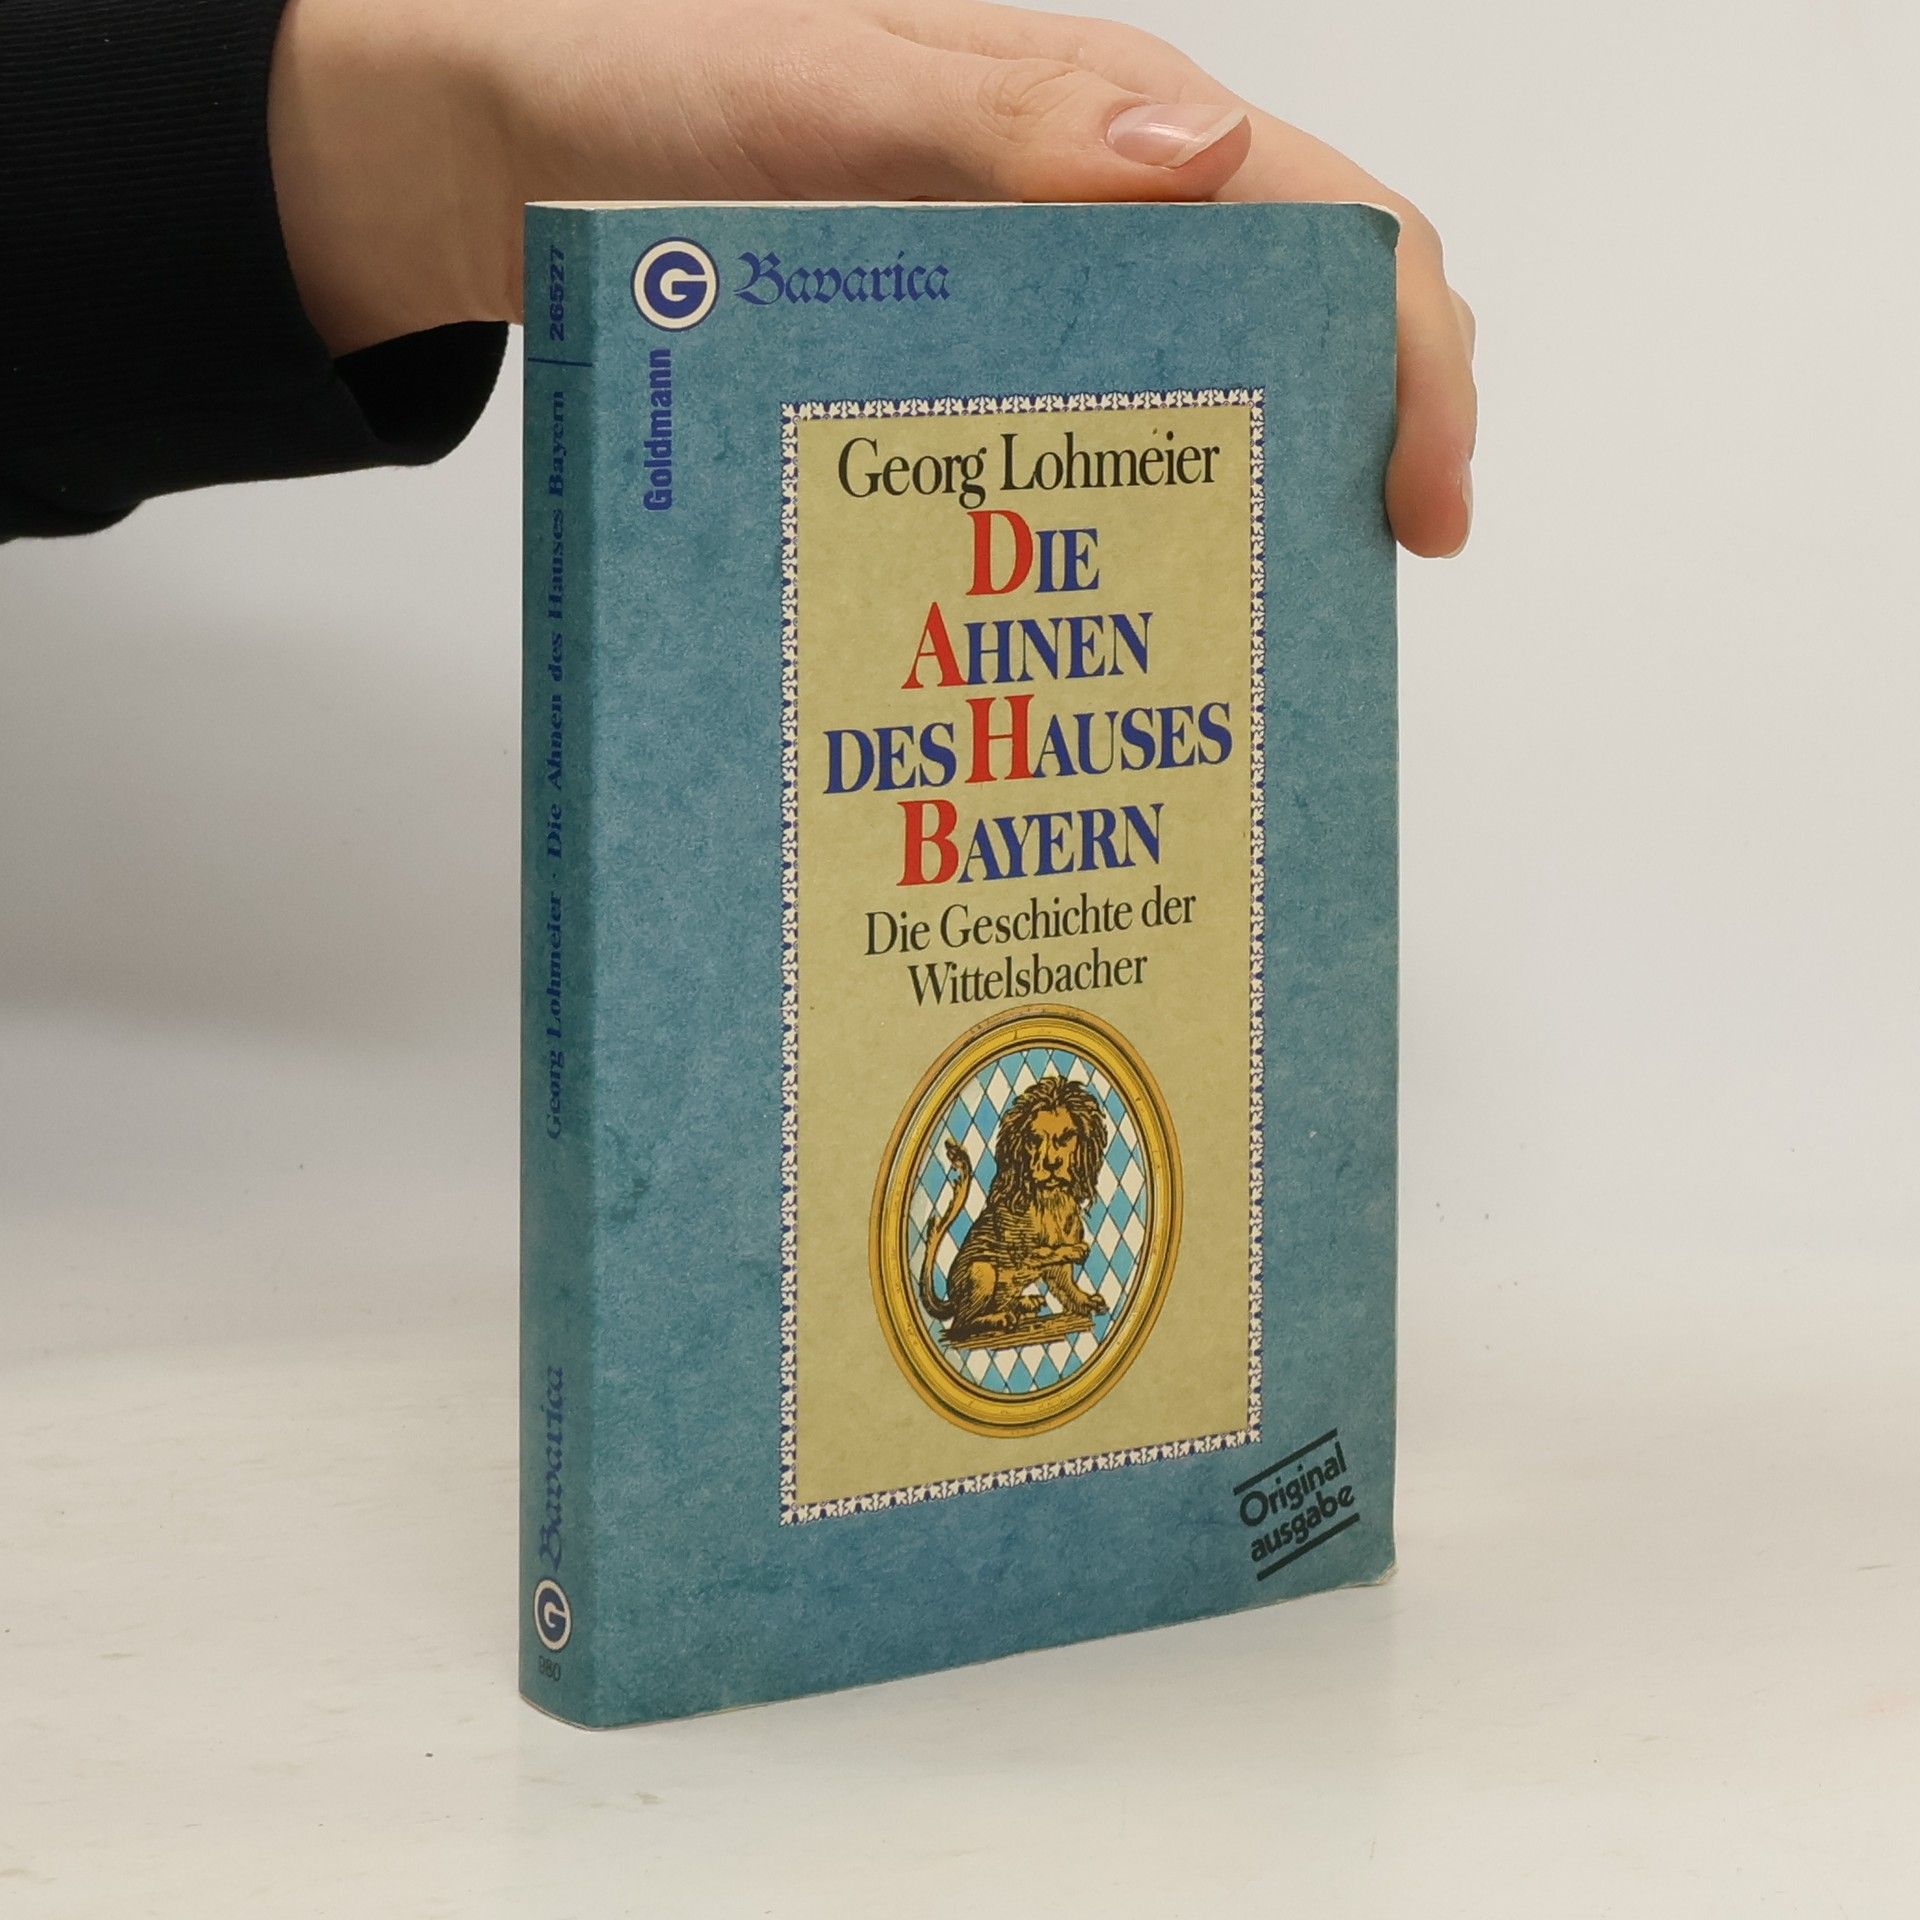 G Bavarica
Goldmann
Georg Lohmeier
DIE
AHNEN
DES HAUSES
BAYERN
Die Geschichte der
Wittelsbacher
Original
ausgabe
Georg Lohmeier · Die Ahnen des Hauses Bayern | 26527
G Bavarica
980